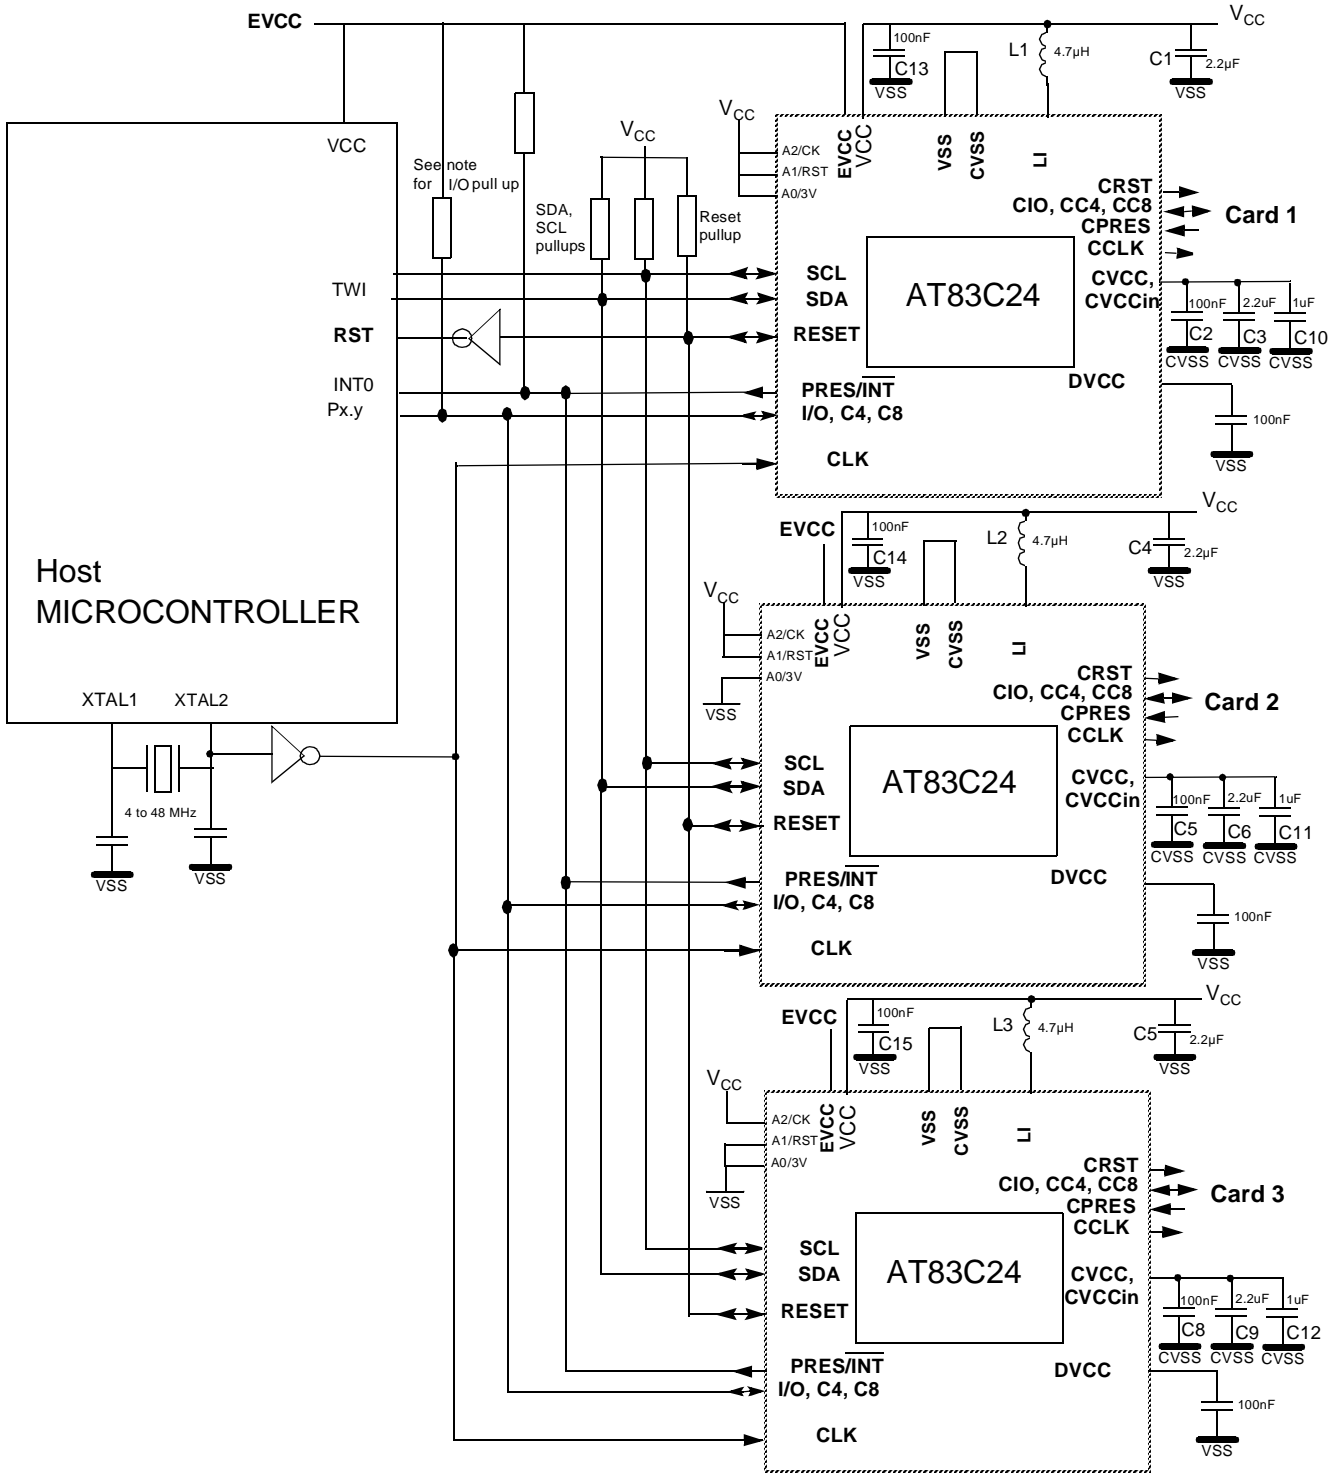 EVCC
VCC
See note
for I/O pull up
VCC
SDA,
SCL
pullups
Reset
pullup
TWI
RST
INT0
Px.y
Host
MICROCONTROLLER
XTAL1
XTAL2
4 to 48 MHz
VSS
VSS
VCC
100nF
C13
VSS
L1
4.7µH
C1
2.2µF
VSS
VCC
A2/CK
A1/RST
A0/3V
EVCC
VCC
VSS
CVSS
LI
CRST
CIO, CC4, CC8
CPRES
CCLK
Card 1
SCL
SDA
RESET
AT83C24
CVCC,
CVCCin
100nF
C2
CVSS
2.2uF
C3
CVSS
1uF
C10
CVSS
PRES/INT
I/O, C4, C8
DVCC
100nF
VSS
CLK
VCC
EVCC
100nF
C14
VSS
L2
4.7µH
C4
2.2µF
VSS
VCC
A2/CK
A1/RST
A0/3V
VSS
EVCC
VCC
VSS
CVSS
LI
CRST
CIO, CC4, CC8
CPRES
CCLK
Card 2
SCL
SDA
RESET
AT83C24
CVCC,
CVCCin
100nF
C5
CVSS
2.2uF
C6
CVSS
1uF
C11
CVSS
PRES/INT
I/O, C4, C8
DVCC
100nF
VSS
CLK
VCC
EVCC
100nF
C15
VSS
L3
4.7µH
C5
2.2µF
VSS
VCC
A2/CK
A1/RST
A0/3V
VSS
EVCC
VCC
VSS
CVSS
LI
CRST
CIO, CC4, CC8
CPRES
CCLK
Card 3
SCL
SDA
RESET
AT83C24
CVCC,
CVCCin
100nF
C8
CVSS
2.2uF
C9
CVSS
1uF
C12
CVSS
PRES/INT
I/O, C4, C8
DVCC
100nF
VSS
CLK